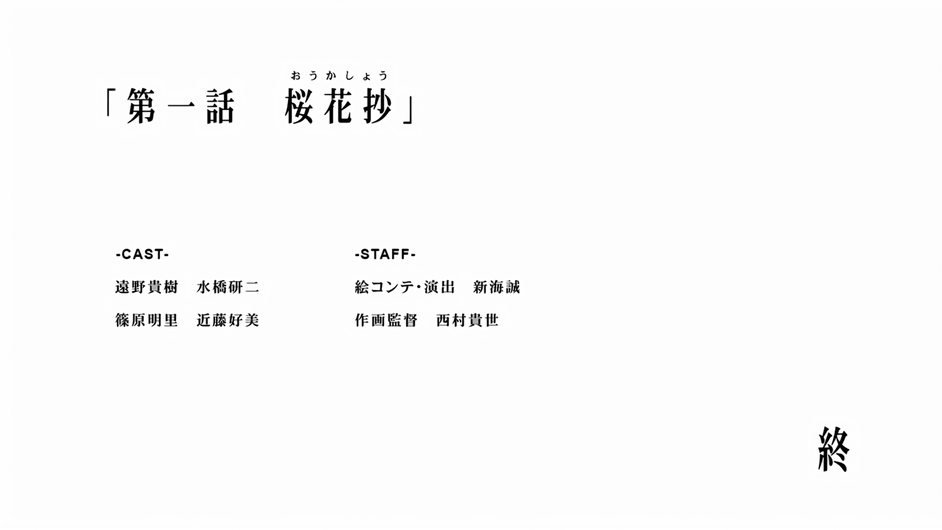 おうかしょう
「第一話　桜花抄」
-CAST-
遠野貴樹　水橋研二
篠原明里　近藤好美
-STAFF-
絵コンテ・演出　新海誠
作画監督　西村貴世
終